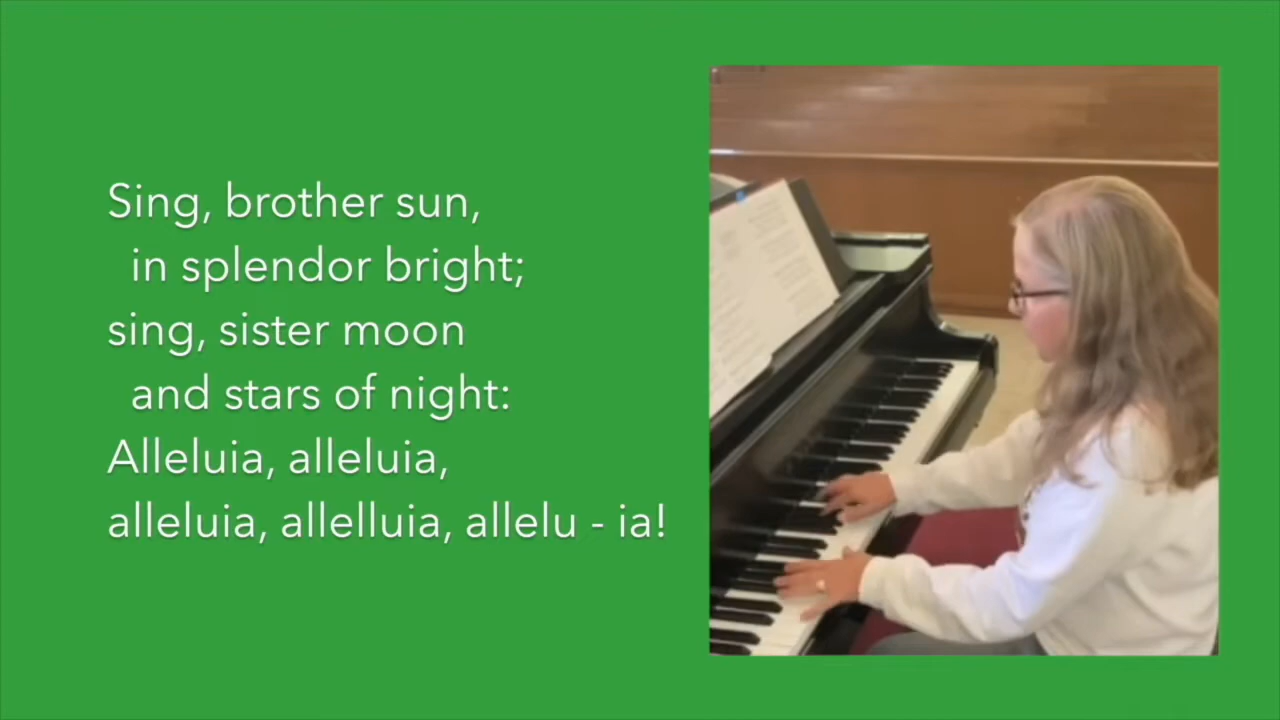 Sing, brother sun,
in splendor bright;
sing, sister moon
and stars of night:
Alleluia, alleluia,
alleluia, allelluia, allelu - ia!